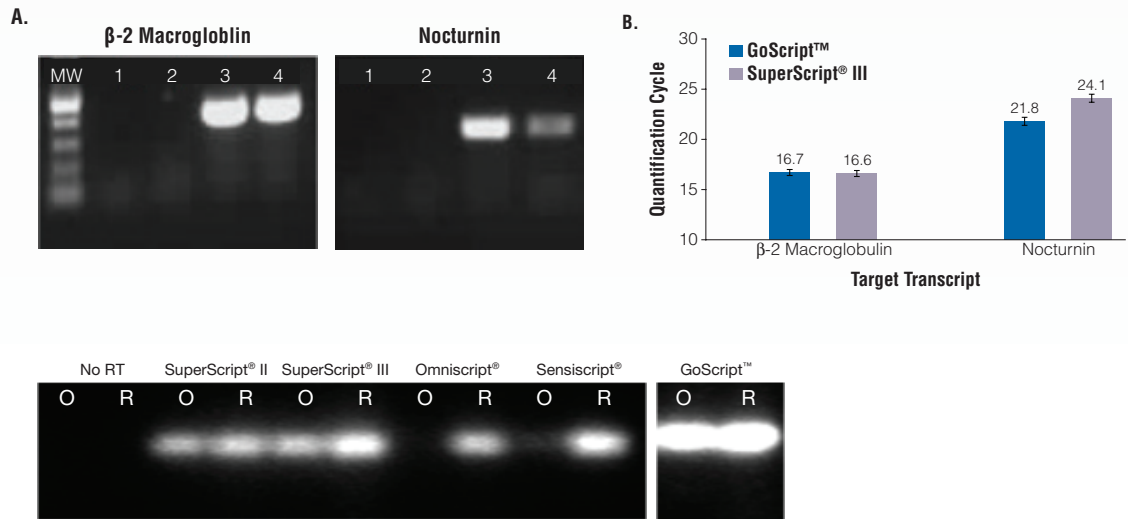 A.
β-2 Macrogloblin
Nocturnin
MW 1 2 3 4
1 2 3 4
B.
GoScript™
SuperScript® III
Quantification Cycle
30
25
20
15
10
16.7
16.6
21.8
24.1
β-2 Macroglobulin
Nocturnin
Target Transcript
No RT SuperScript® II SuperScript® III Omniscript® Sensiscript® GoScript™
O R O R O R O R O R O R